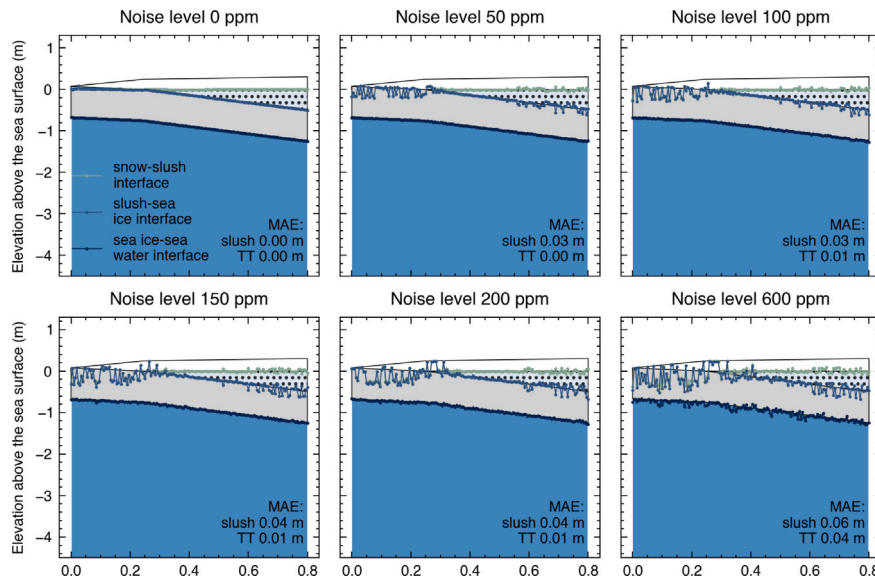 Noise level 0 ppm
Noise level 50 ppm
Noise level 100 ppm
Elevation above the sea surface (m)
1
0
−1
−2
−3
−4
snow-slush
interface
slush-sea
ice interface
sea ice-sea
water interface
MAE:
slush 0.00 m
TT 0.00 m
MAE:
slush 0.03 m
TT 0.00 m
MAE:
slush 0.03 m
TT 0.01 m
Noise level 150 ppm
Noise level 200 ppm
Noise level 600 ppm
Elevation above the sea surface (m)
1
0
−1
−2
−3
−4
MAE:
slush 0.04 m
TT 0.01 m
MAE:
slush 0.04 m
TT 0.01 m
MAE:
slush 0.06 m
TT 0.04 m
0.0 0.2 0.4 0.6 0.8
0.0 0.2 0.4 0.6 0.8
0.0 0.2 0.4 0.6 0.8